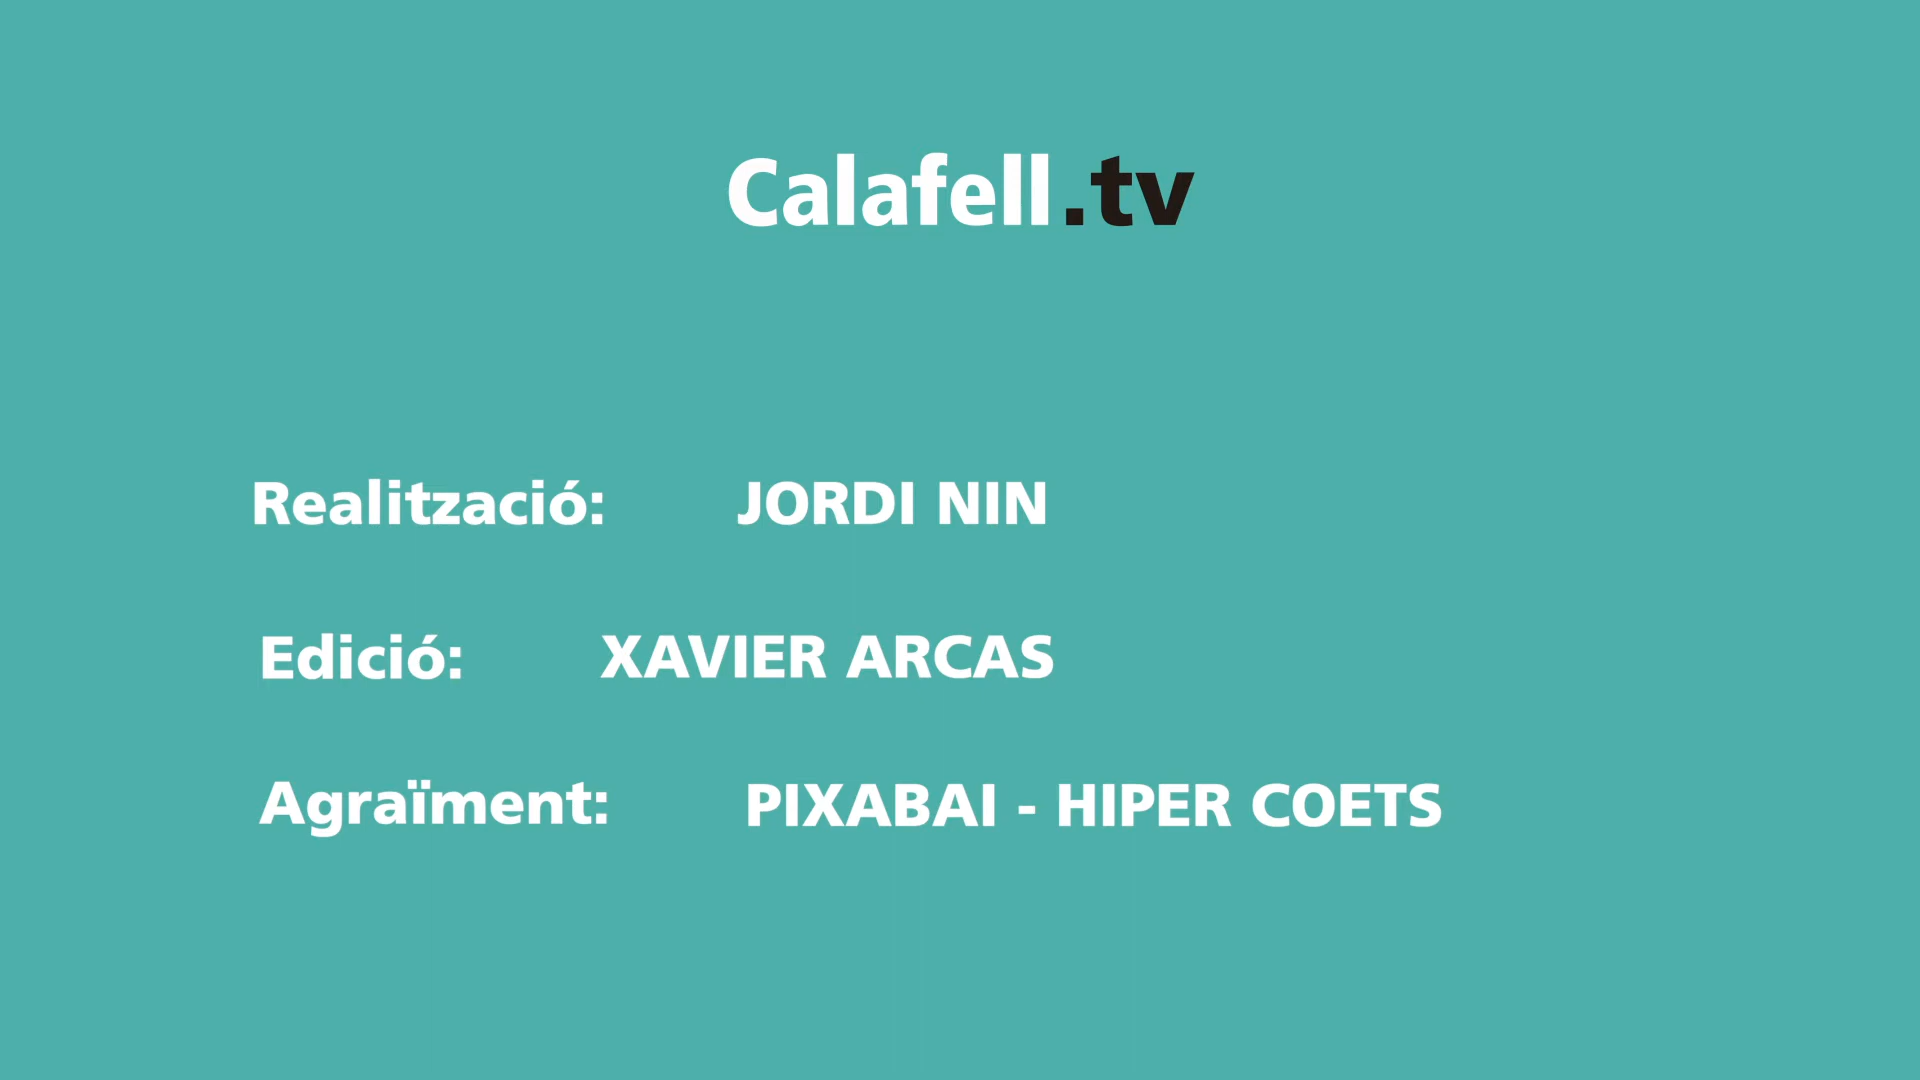 Calafell.tv
Realització: JORDI NIN
Edició: XAVIER ARCAS
Agraïment: PIXABAI - HIPER COETS